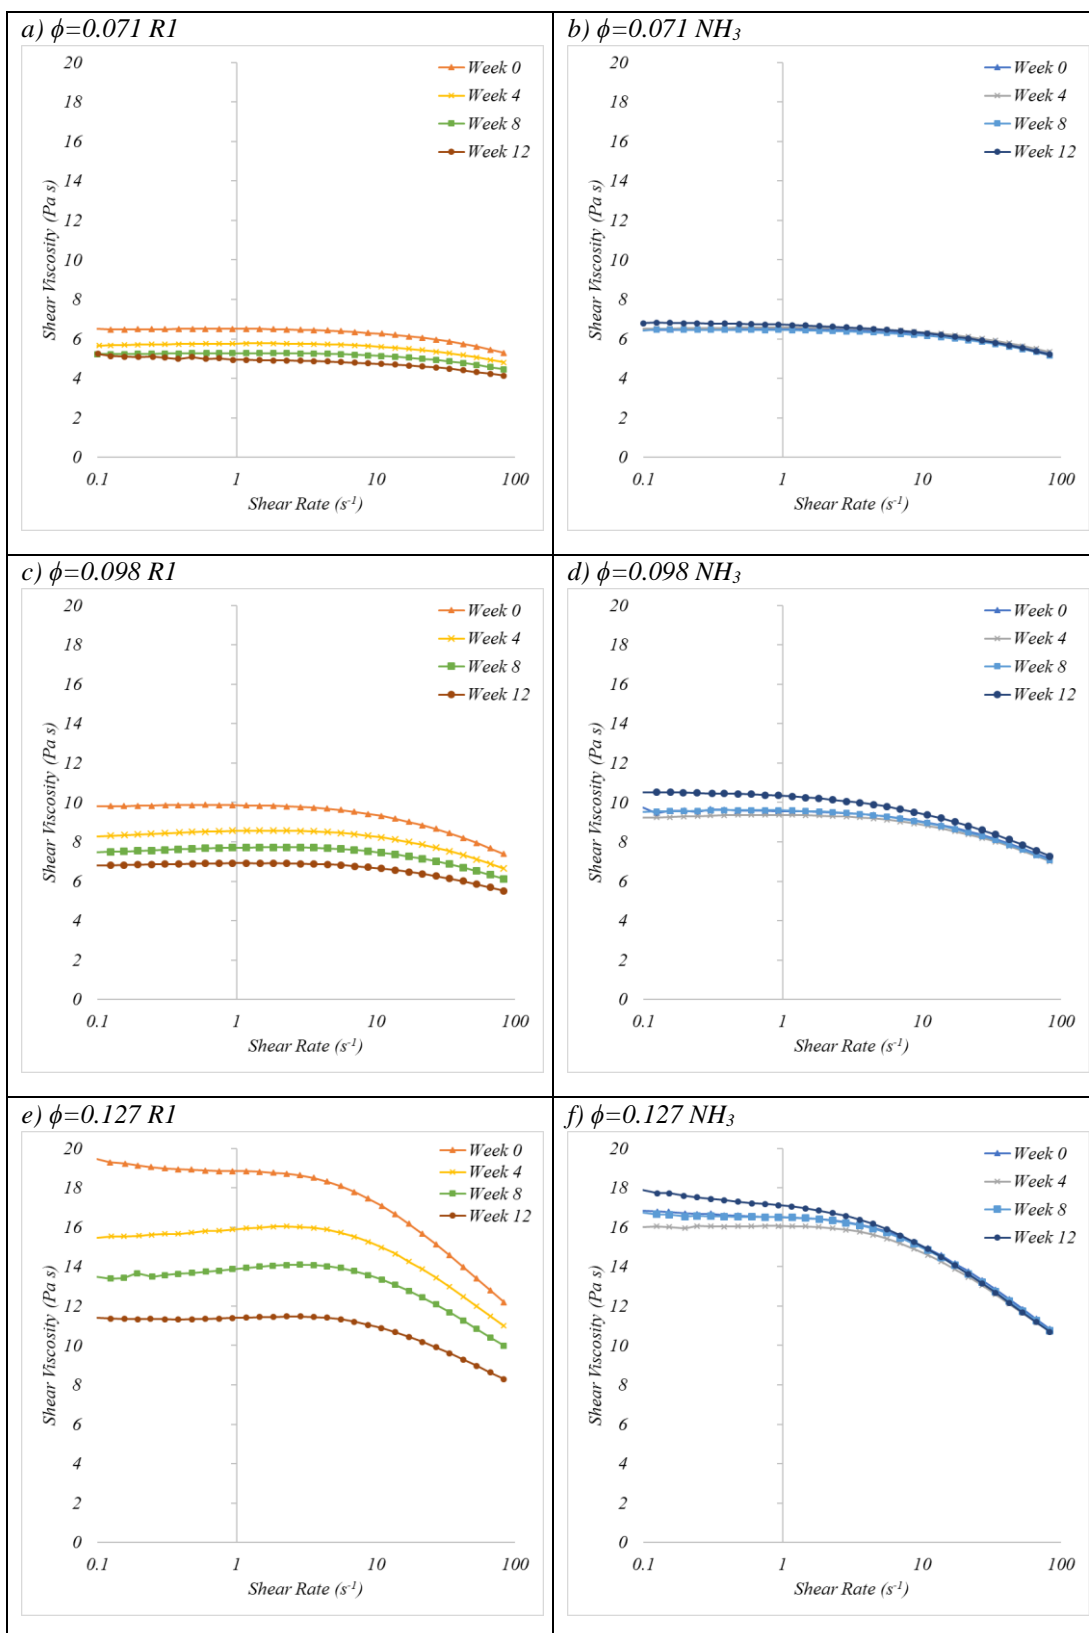 a) ϕ=0.071 R1
20
18
16
14
12
10
8
6
4
2
0
Shear Viscosity (Pa s)
Week 0
Week 4
Week 8
Week 12
0.1 1 10 100
Shear Rate (s⁻¹)
b) ϕ=0.071 NH₃
20
18
16
14
12
10
8
6
4
2
0
Shear Viscosity (Pa s)
Week 0
Week 4
Week 8
Week 12
0.1 1 10 100
Shear Rate (s⁻¹)
c) ϕ=0.098 R1
20
18
16
14
12
10
8
6
4
2
0
Shear Viscosity (Pa s)
Week 0
Week 4
Week 8
Week 12
0.1 1 10 100
Shear Rate (s⁻¹)
d) ϕ=0.098 NH₃
20
18
16
14
12
10
8
6
4
2
0
Shear Viscosity (Pa s)
Week 0
Week 4
Week 8
Week 12
0.1 1 10 100
Shear Rate (s⁻¹)
e) ϕ=0.127 R1
20
18
16
14
12
10
8
6
4
2
0
Shear Viscosity (Pa s)
Week 0
Week 4
Week 8
Week 12
0.1 1 10 100
Shear Rate (s⁻¹)
f) ϕ=0.127 NH₃
20
18
16
14
12
10
8
6
4
2
0
Shear Viscosity (Pa s)
Week 0
Week 4
Week 8
Week 12
0.1 1 10 100
Shear Rate (s⁻¹)